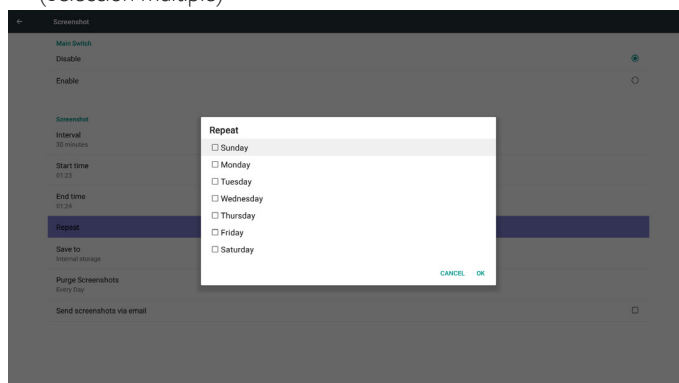 (sélection multiple)
← Screenshot
Main Switch
Disable
Enable
Screenshot
Interval
30 minutes
Start time
01:23
End time
01:24
Repeat
Save to
Internal storage
Purge Screenshots
Every Day
Send screenshots via email
Repeat
Sunday
Monday
Tuesday
Wednesday
Thursday
Friday
Saturday
CANCEL OK